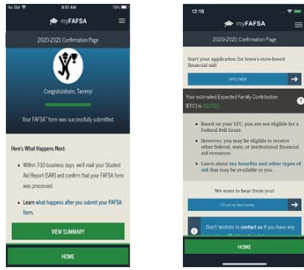 9:01 AM
myFAFSA
2020-2021 Confirmation Page
Congratulations, Tammy!
Your FAFSA® form was successfully submitted.
Here's What Happens Next:
• Within 7-10 business days, we'll mail your Student
Aid Report (SAR) and confirm that your FAFSA form
was processed.
• Learn what happens after you submit your FAFSA
form.
VIEW SUMMARY
HOME
12:18
myFAFSA
2020-2021 Confirmation Page
Start your application for Iowa's state-based
financial aid!
APPLY NOW
Your estimated Expected Family Contribution
(EFC) is
• Based on your EFC, you are not eligible for a
Federal Pell Grant.
• However, you may be eligible to receive
other federal, state, or institutional financial
aid resources.
• Learn about tax benefits and other types of
aid that may be available to you.
We want to hear from you!
Don't hesitate to contact us if you have any
HOME